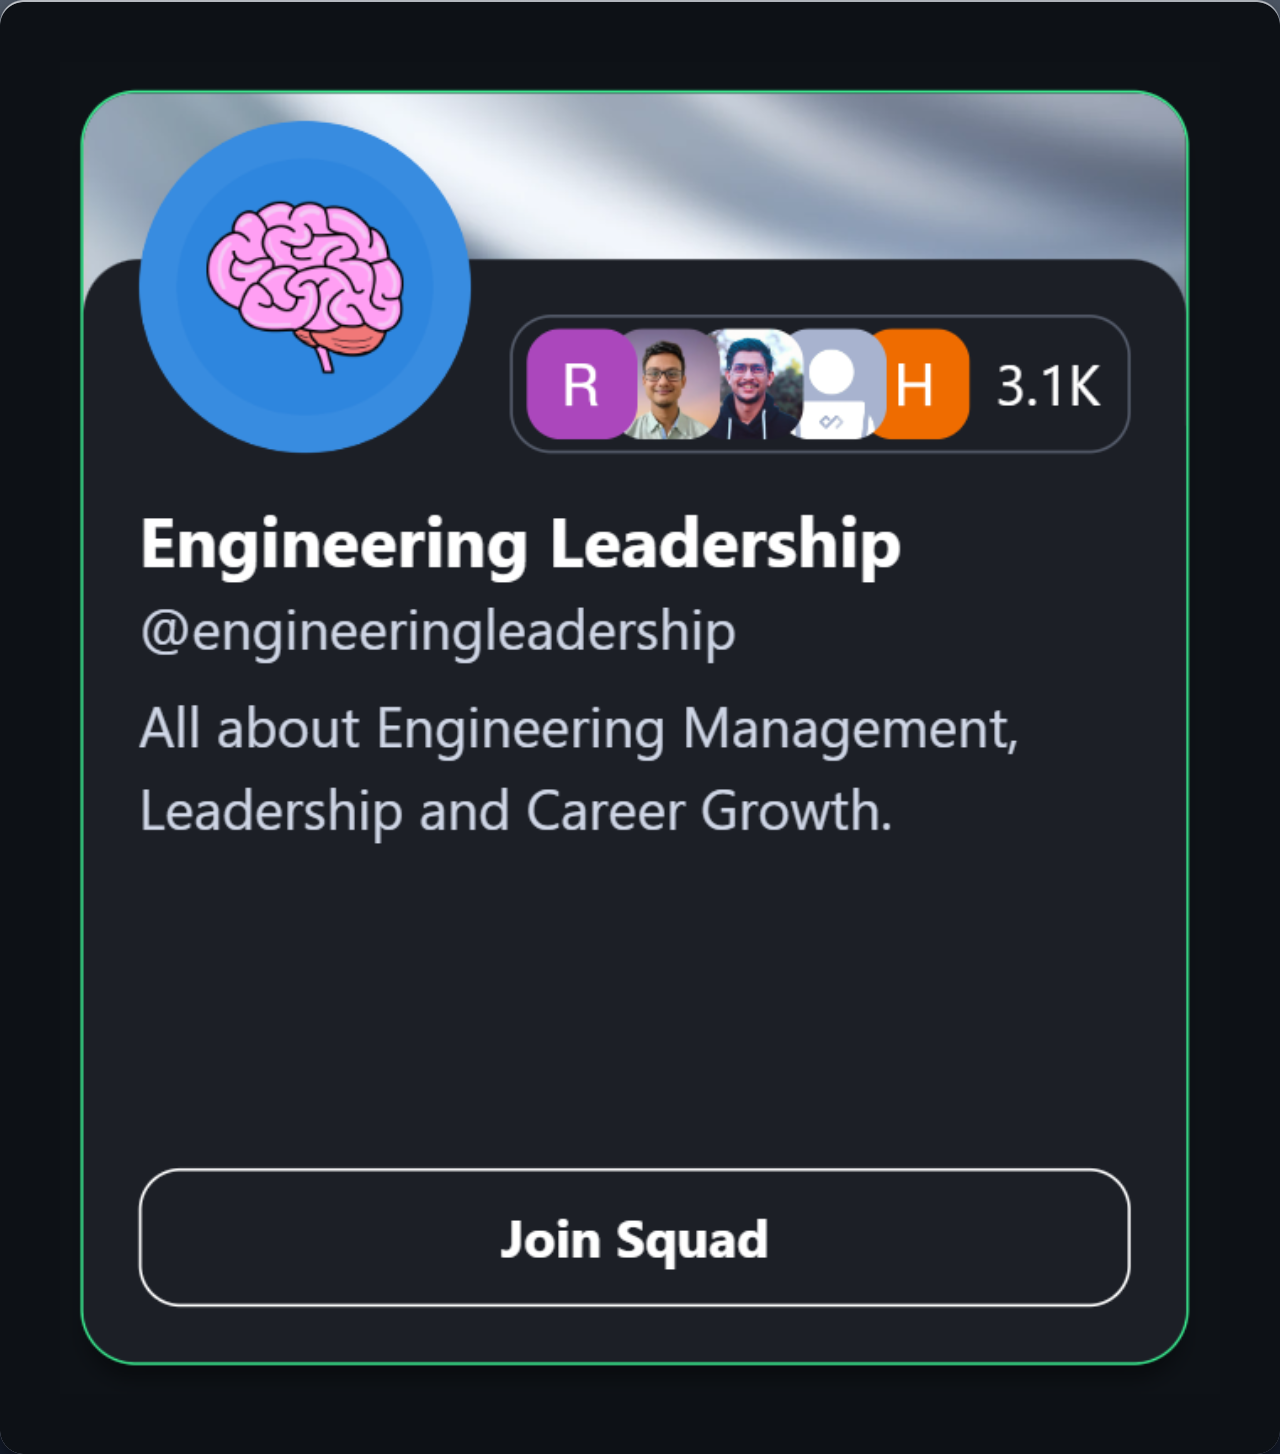 R H 3.1K
Engineering Leadership
@engineeringleadership
All about Engineering Management,
Leadership and Career Growth.
Join Squad